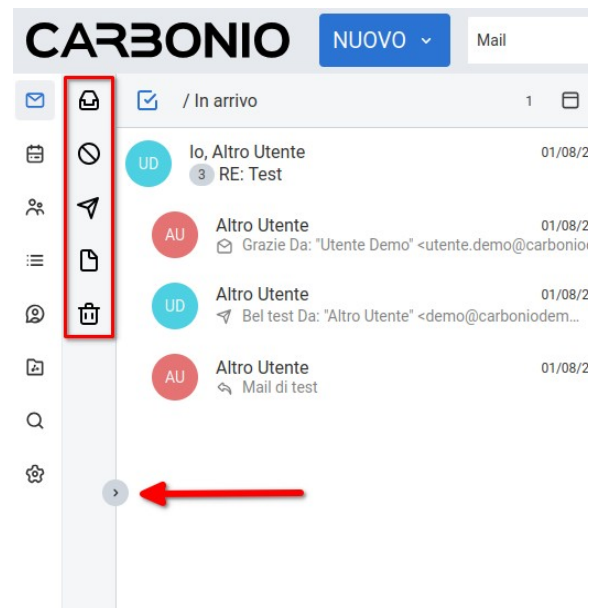 CARBONIO
NUOVO
Mail
/ In arrivo
1
UD
Io, Altro Utente
01/08/2
3 RE: Test
AU
Altro Utente
01/08/2
Grazie Da: "Utente Demo" <utente.demo@carbonio
UD
Altro Utente
01/08/2
Bel test Da: "Altro Utente" <demo@carboniodem...
AU
Altro Utente
01/08/2
Mail di test